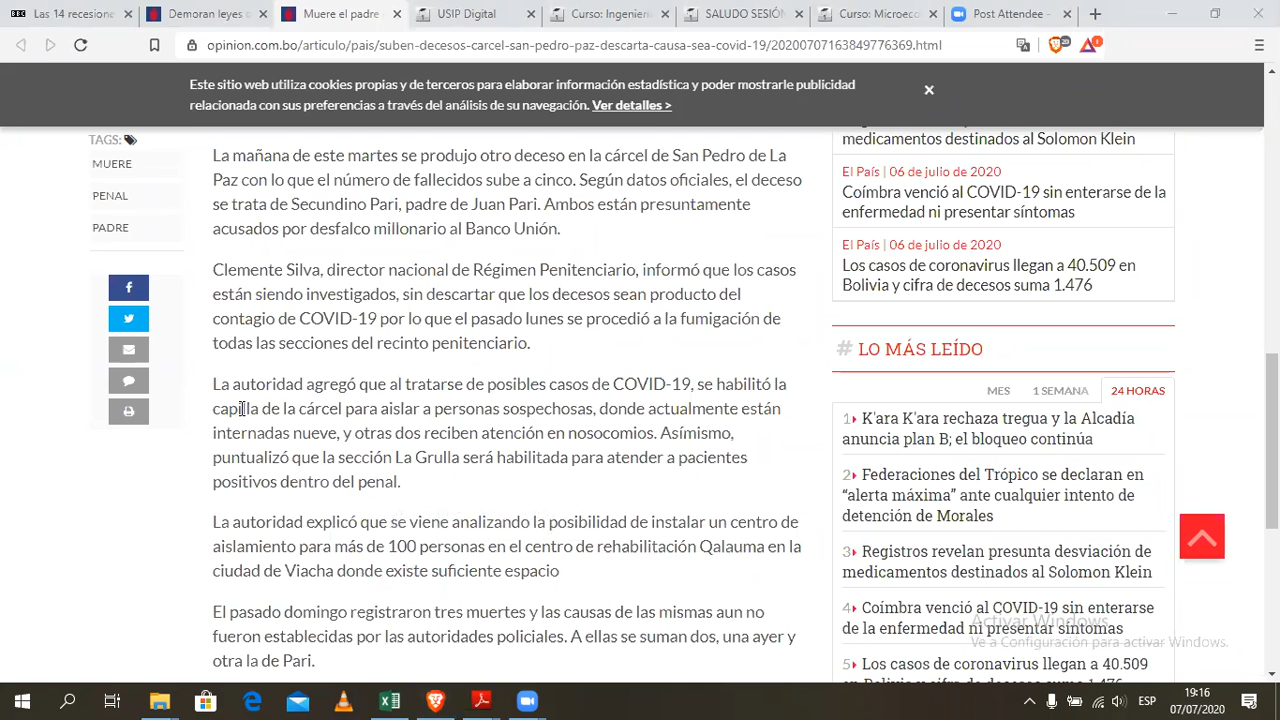 Las 14 recesione
Demoran leyes c
Muere el padre
USIP Digital
Curso: Ingenier
SALUDO SESIÓN
Curso: Microeco
Post Attendee –
opinion.com.bo/articulo/pais/suben-decesos-carcel-san-pedro-paz-descarta-causa-sea-covid-19/20200707163849776369.html
Este sitio web utiliza cookies propias y de terceros para elaborar información estadística y poder mostrarle publicidad
relacionada con sus preferencias a través del análisis de su navegación. Ver detalles >
TAGS:
MUERE
PENAL
PADRE
La mañana de este martes se produjo otro deceso en la cárcel de San Pedro de La
Paz con lo que el número de fallecidos sube a cinco. Según datos oficiales, el deceso
se trata de Secundino Pari, padre de Juan Pari. Ambos están presuntamente
acusados por desfalco millonario al Banco Unión.
Clemente Silva, director nacional de Régimen Penitenciario, informó que los casos
están siendo investigados, sin descartar que los decesos sean producto del
contagio de COVID-19 por lo que el pasado lunes se procedió a la fumigación de
todas las secciones del recinto penitenciario.
La autoridad agregó que al tratarse de posibles casos de COVID-19, se habilitó la
capilla de la cárcel para aislar a personas sospechosas, donde actualmente están
internadas nueve, y otras dos reciben atención en nosocomios. Asímismo,
puntualizó que la sección La Grulla será habilitada para atender a pacientes
positivos dentro del penal.
La autoridad explicó que se viene analizando la posibilidad de instalar un centro de
aislamiento para más de 100 personas en el centro de rehabilitación Qalauma en la
ciudad de Viacha donde existe suficiente espacio
El pasado domingo registraron tres muertes y las causas de las mismas aun no
fueron establecidas por las autoridades policiales. A ellas se suman dos, una ayer y
otra la de Pari.
medicamentos destinados al Solomon Klein
El País | 06 de julio de 2020
Coímbra venció al COVID-19 sin enterarse de la
enfermedad ni presentar síntomas
El País | 06 de julio de 2020
Los casos de coronavirus llegan a 40.509 en
Bolivia y cifra de decesos suma 1.476
# LO MÁS LEÍDO
MES
1 SEMANA
24 HORAS
1 K'ara K'ara rechaza tregua y la Alcadía
anuncia plan B; el bloqueo continúa
2 Federaciones del Trópico se declaran en
“alerta máxima” ante cualquier intento de
detención de Morales
3 Registros revelan presunta desviación de
medicamentos destinados al Solomon Klein
4 Coímbra venció al COVID-19 sin enterarse
de la enfermedad ni presentar síntomas
5 Los casos de coronavirus llegan a 40.509
Activar Windows
Ve a Configuración para activar Windows.
ESP
19:16
07/07/2020